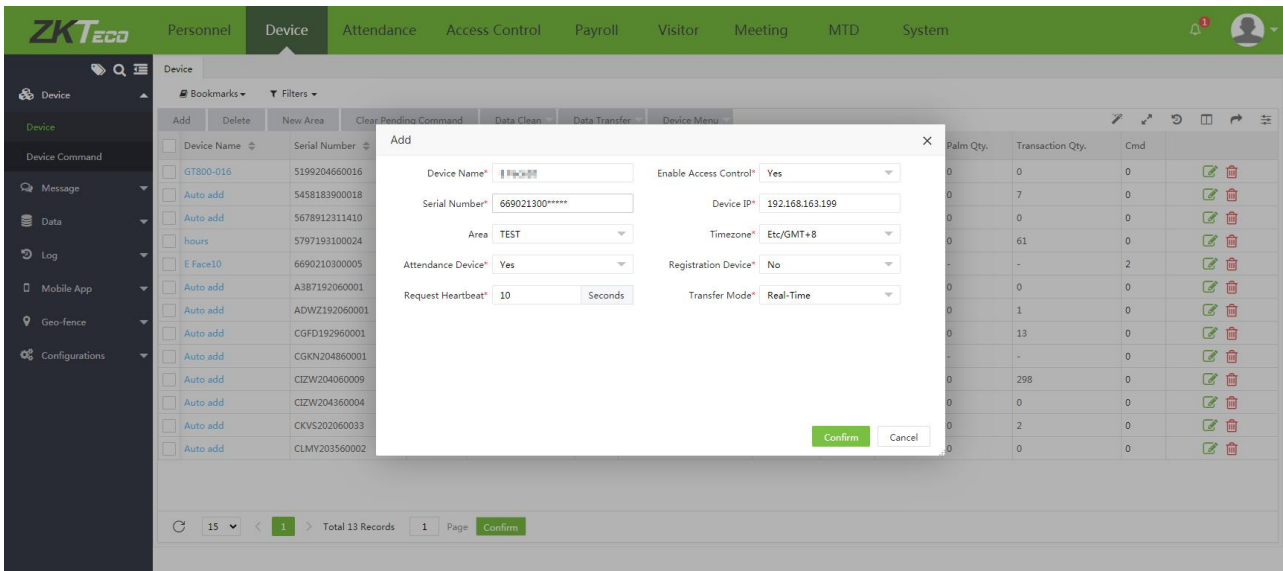 ZKTeco Personnel Device Attendance Access Control Payroll Visitor Meeting MTD System 1
Device
Device
Bookmarks Filters
Device
Add Delete New Area Clear Pending Command Data Clean Data Transfer Device Menu
Device Command
Device Name Serial Number Palm Qty. Transaction Qty. Cmd
Message
Data
Log
Mobile App
Geo-fence
Configurations
GT800-016 5199204660016 0 0 0
Auto add 5458183900018 0 7 0
Auto add 5678912311410 0 0 0
hours 5797193100024 0 61 0
E Face10 6690210300005 - - 2
Auto add A3B7192060001 0 0 0
Auto add ADWZ192060001 0 1 0
Auto add CGFD192960001 0 13 0
Auto add CGKN204860001 - - 0
Auto add CIZW204060009 0 298 0
Auto add CIZW204360004 0 0 0
Auto add CKVS202060033 0 2 0
Auto add CLMY203560002 0 0 0
Add
Device Name* Enable Access Control* Yes
Serial Number* 669021300***** Device IP* 192.168.163.199
Area TEST Timezone* Etc/GMT+8
Attendance Device* Yes Registration Device* No
Request Heartbeat* 10 Seconds Transfer Mode* Real-Time
Confirm Cancel
15 < 1 > Total 13 Records 1 Page Confirm